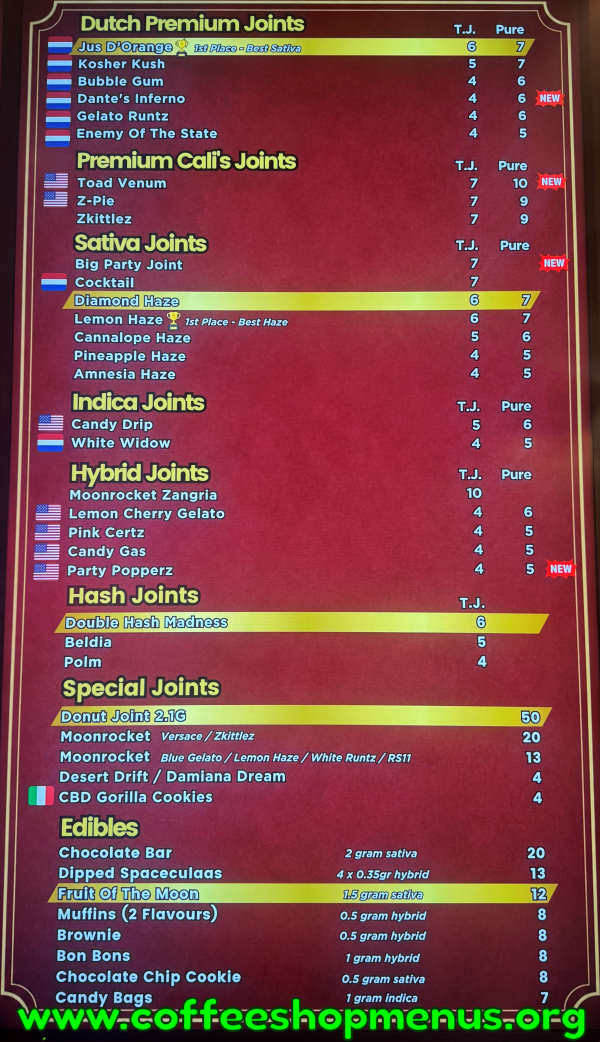 Dutch Premium Joints T.J. Pure
Jus D'Orange 1st Place - Best Sativa 6 7
Kosher Kush 5 7
Bubble Gum 4 6
Dante's Inferno 4 6 NEW
Gelato Runtz 4 6
Enemy Of The State 4 5
Premium Cali's Joints T.J. Pure
Toad Venum 7 10 NEW
Z-Pie 7 9
Zkittlez 7 9
Sativa Joints T.J. Pure
Big Party Joint 7 NEW
Cocktail 7
Diamond Haze 6 7
Lemon Haze 1st Place - Best Haze 6 7
Cannalope Haze 5 6
Pineapple Haze 4 5
Amnesia Haze 4 5
Indica Joints T.J. Pure
Candy Drip 5 6
White Widow 4 5
Hybrid Joints T.J. Pure
Moonrocket Zangria 10
Lemon Cherry Gelato 4 6
Pink Certz 4 5
Candy Gas 4 5
Party Popperz 4 5 NEW
Hash Joints T.J.
Double Hash Madness 6
Beldia 5
Polm 4
Special Joints
Donut Joint 2.1G 50
Moonrocket Versace / Zkittlez 20
Moonrocket Blue Gelato / Lemon Haze / White Runtz / RS11 13
Desert Drift / Damiana Dream 4
CBD Gorilla Cookies 4
Edibles
Chocolate Bar 2 gram sativa 20
Dipped Spaceculaas 4 x 0.35gr hybrid 13
Fruit Of The Moon 1.5 gram sativa 12
Muffins (2 Flavours) 0.5 gram hybrid 8
Brownie 0.5 gram hybrid 8
Bon Bons 1 gram hybrid 8
Chocolate Chip Cookie 0.5 gram sativa 8
Candy Bags 1 gram indica 7
www.coffeeshopmenus.org